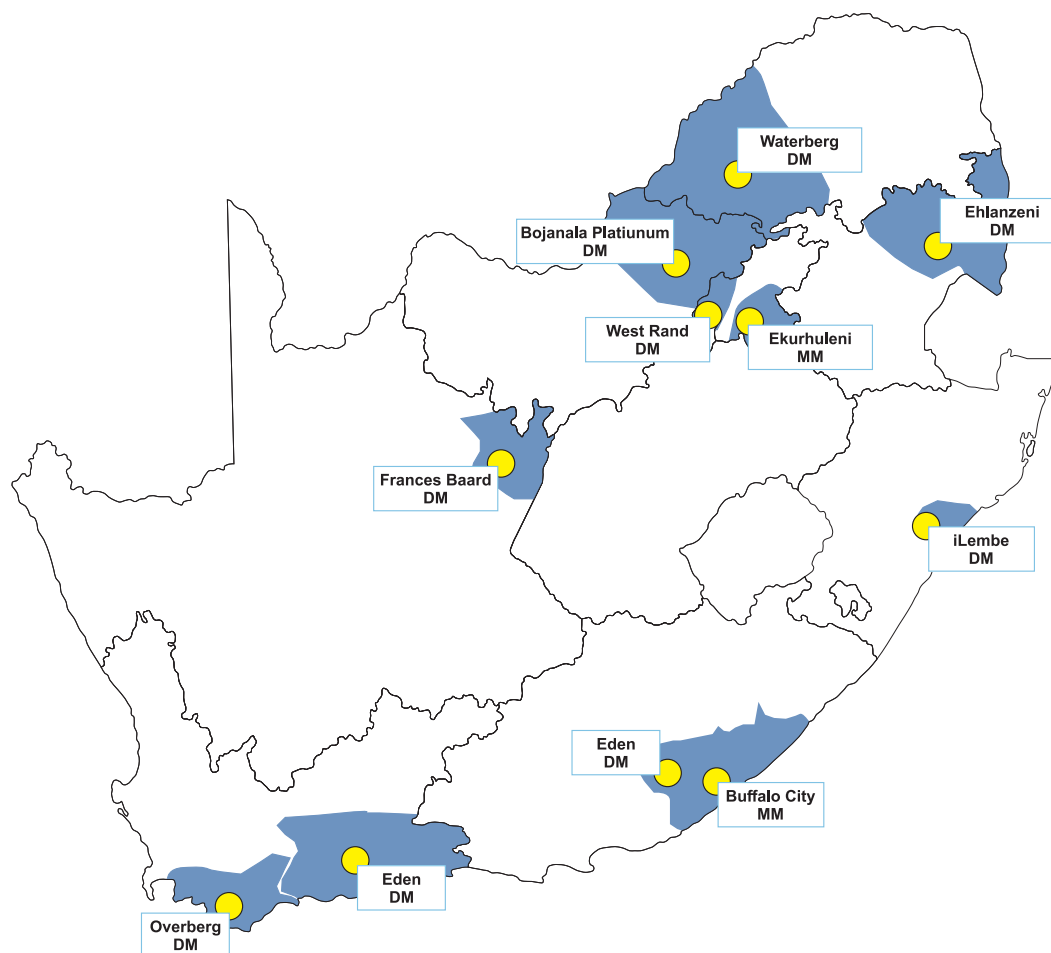 Waterberg
DM
Ehlanzeni
DM
Bojanala Platiunum
DM
West Rand
DM
Ekurhuleni
MM
Frances Baard
DM
iLembe
DM
Eden
DM
Buffalo City
MM
Eden
DM
Overberg
DM